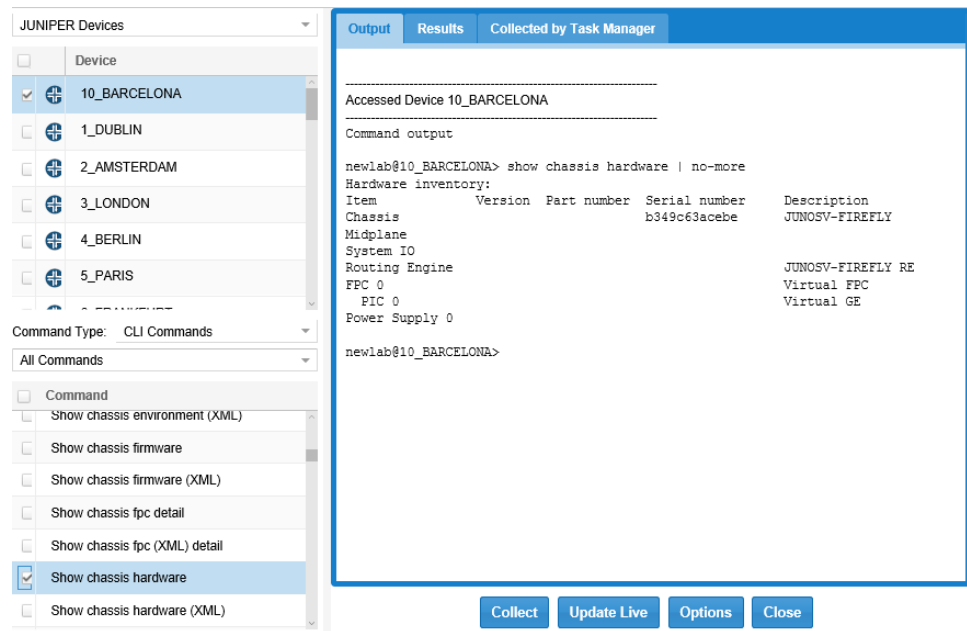 JUNIPER Devices
Device
10_BARCELONA
1_DUBLIN
2_AMSTERDAM
3_LONDON
4_BERLIN
5_PARIS
Command Type: CLI Commands
All Commands
Command
Show chassis environment (XML)
Show chassis firmware
Show chassis firmware (XML)
Show chassis fpc detail
Show chassis fpc (XML) detail
Show chassis hardware
Show chassis hardware (XML)
Output Results Collected by Task Manager
Accessed Device 10_BARCELONA
Command output
newlab@10_BARCELONA> show chassis hardware | no-more
Hardware inventory:
Item Version Part number Serial number Description
Chassis b349c63acebe JUNOSV-FIREFLY
Midplane
System IO
Routing Engine JUNOSV-FIREFLY RE
FPC 0 Virtual FPC
PIC 0 Virtual GE
Power Supply 0
newlab@10_BARCELONA>
Collect Update Live Options Close